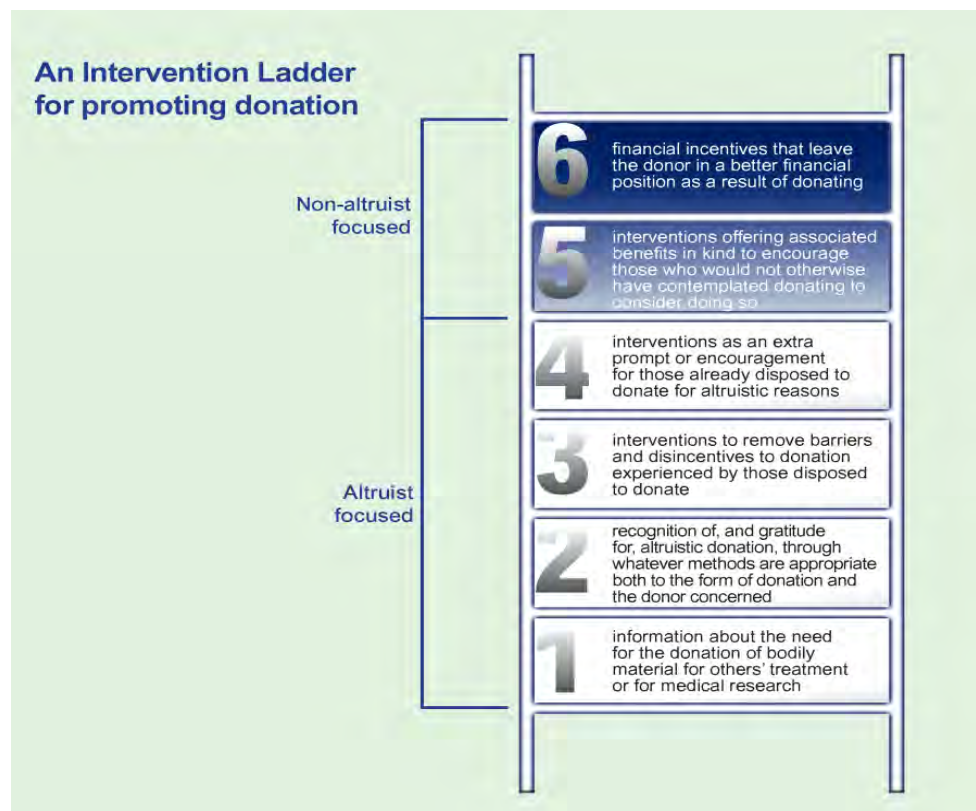 An Intervention Ladder
for promoting donation
Non-altruist
focused
6
financial incentives that leave
the donor in a better financial
position as a result of donating
5
interventions offering associated
benefits in kind to encourage
those who would not otherwise
have contemplated donating to
consider doing so
Altruist
focused
4
interventions as an extra
prompt or encouragement
for those already disposed to
donate for altruistic reasons
3
interventions to remove barriers
and disincentives to donation
experienced by those disposed
to donate
2
recognition of, and gratitude
for, altruistic donation, through
whatever methods are appropriate
both to the form of donation and
the donor concerned
1
information about the need
for the donation of bodily
material for others' treatment
or for medical research